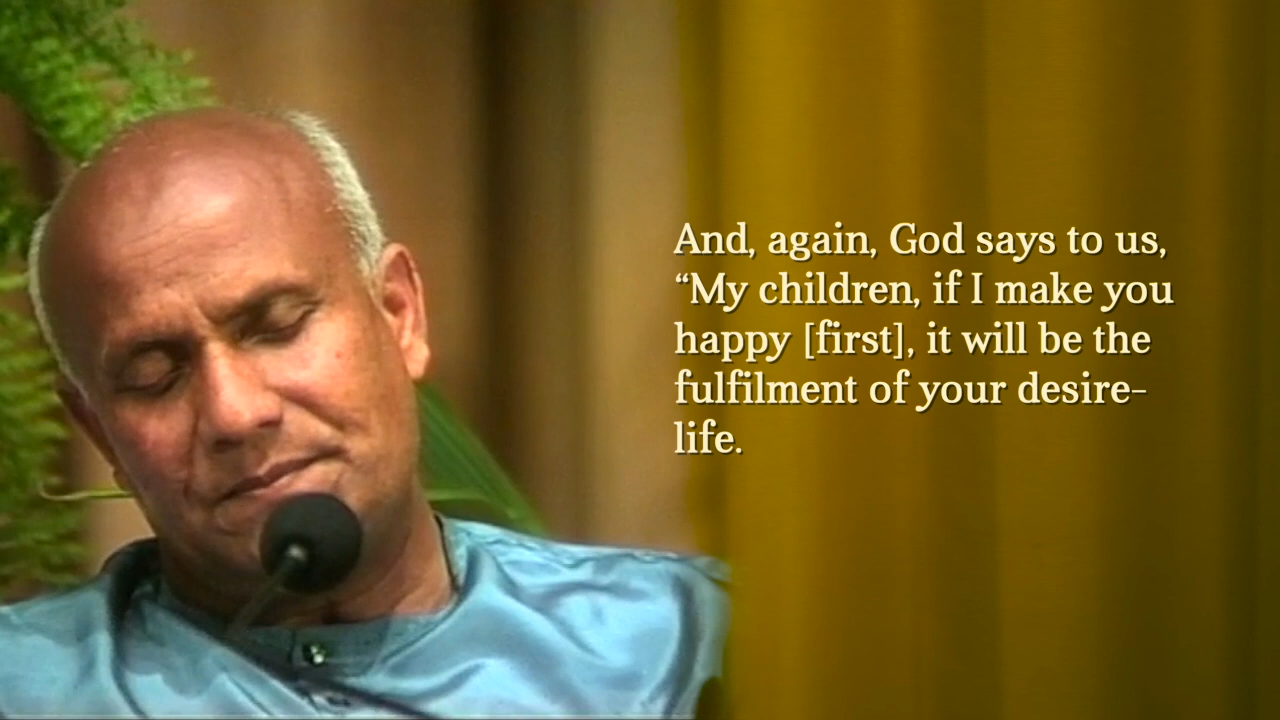 And, again, God says to us,
“My children, if I make you
happy [first], it will be the
fulfilment of your desire-
life.